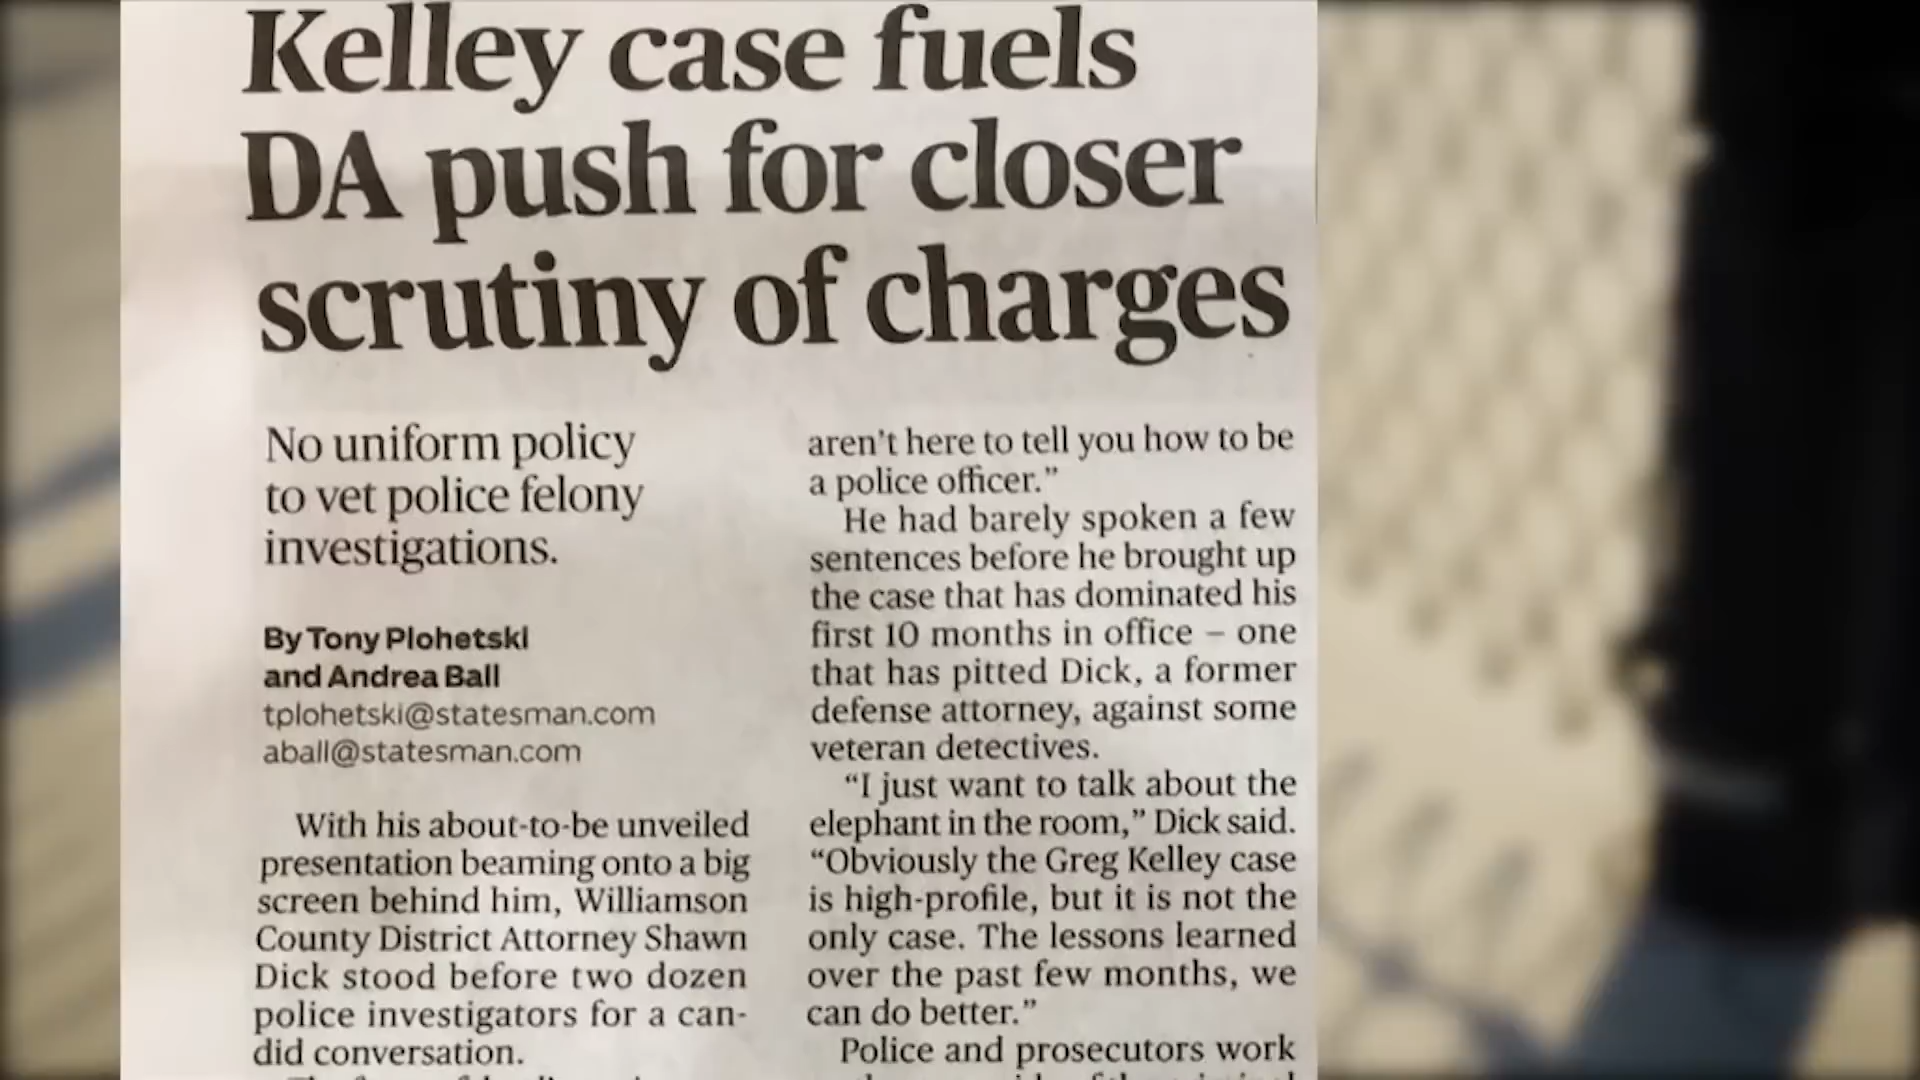 Kelley case fuels
DA push for closer
scrutiny of charges
No uniform policy
to vet police felony
investigations.
By Tony Plohetski
and Andrea Ball
tplohetski@statesman.com
aball@statesman.com
With his about-to-be unveiled
presentation beaming onto a big
screen behind him, Williamson
County District Attorney Shawn
Dick stood before two dozen
police investigators for a can-
did conversation.
aren’t here to tell you how to be
a police officer.”
He had barely spoken a few
sentences before he brought up
the case that has dominated his
first 10 months in office – one
that has pitted Dick, a former
defense attorney, against some
veteran detectives.
“I just want to talk about the
elephant in the room,” Dick said.
“Obviously the Greg Kelley case
is high-profile, but it is not the
only case. The lessons learned
over the past few months, we
can do better.”
Police and prosecutors work